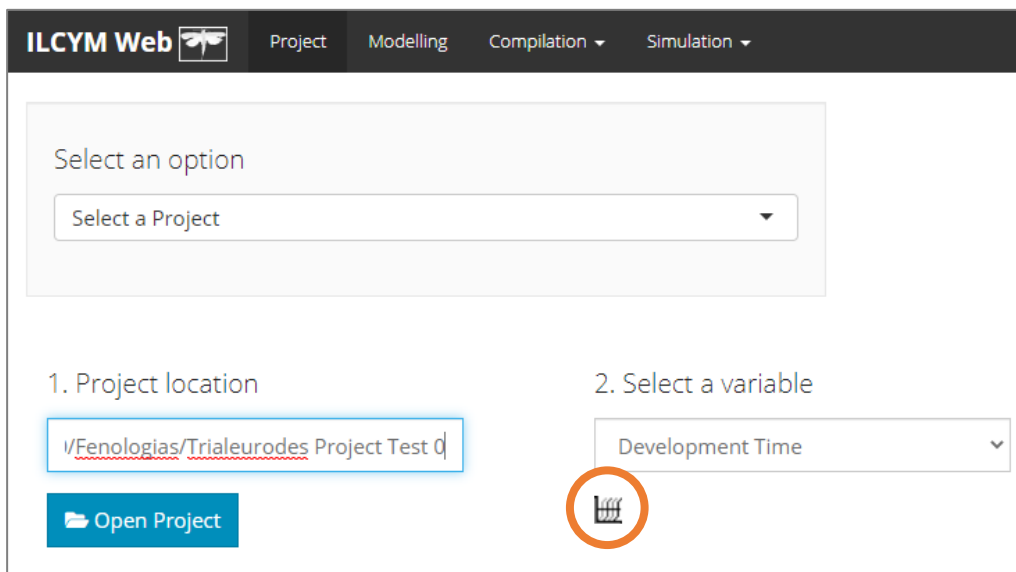 ILCYM Web Project Modelling Compilation Simulation
Select an option
Select a Project
1. Project location
2. Select a variable
/Fenologias/Trialeurodes Project Test 0
Development Time
Open Project